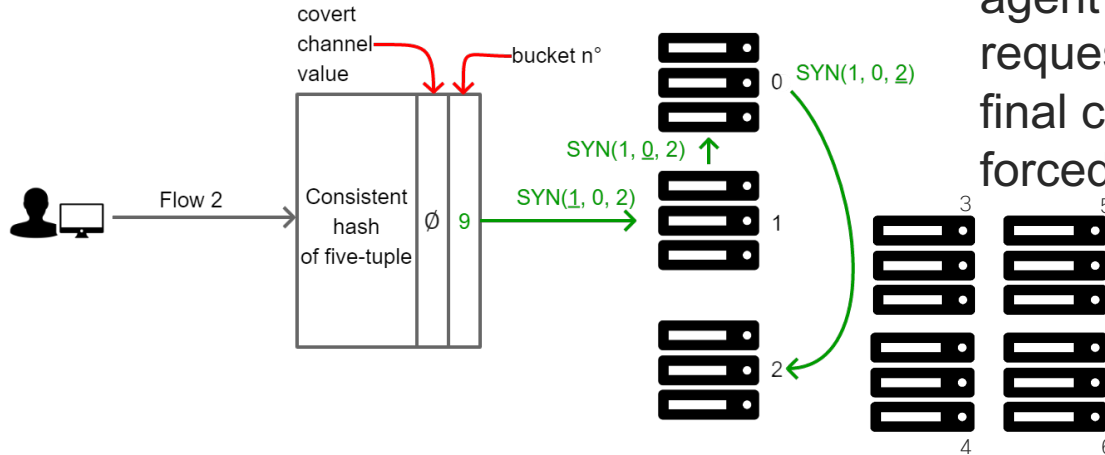 covert
channel
value
bucket n°
Flow 2
Consistent
hash
of five-tuple
Ø
9
SYN(1, 0, 2)
SYN(1, 0, 2)
SYN(1, 0, 2)
0
1
2
agent
final c
forced
3
5
4
6